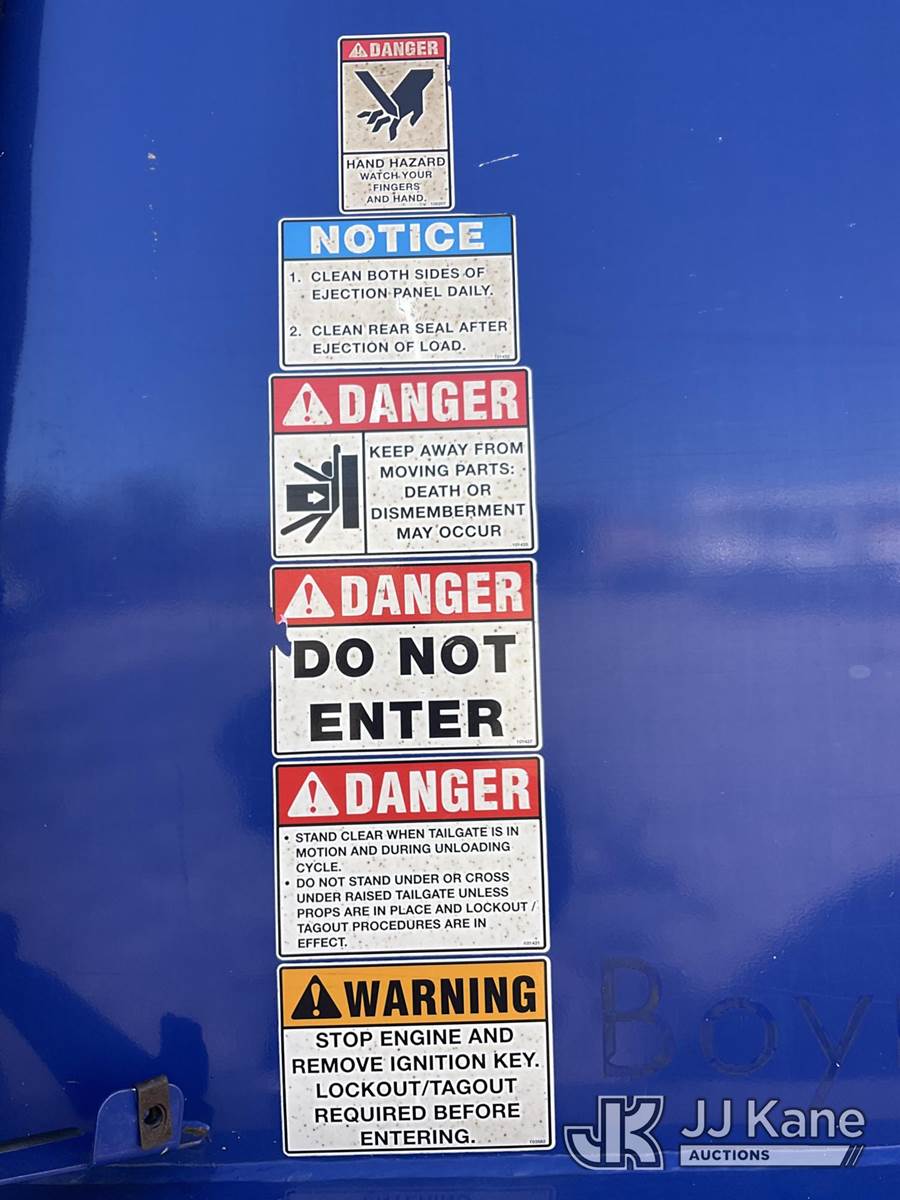 DANGER
HAND HAZARD
WATCH YOUR
FINGERS
AND HAND.
NOTICE
1. CLEAN BOTH SIDES OF
EJECTION PANEL DAILY.
2. CLEAN REAR SEAL AFTER
EJECTION OF LOAD.
DANGER
KEEP AWAY FROM
MOVING PARTS:
DEATH OR
DISMEMBERMENT
MAY OCCUR
DANGER
DO NOT
ENTER
DANGER
• STAND CLEAR WHEN TAILGATE IS IN
MOTION AND DURING UNLOADING
CYCLE.
• DO NOT STAND UNDER OR CROSS
UNDER RAISED TAILGATE UNLESS
PROPS ARE IN PLACE AND LOCKOUT /
TAGOUT PROCEDURES ARE IN
EFFECT.
WARNING
STOP ENGINE AND
REMOVE IGNITION KEY.
LOCKOUT/TAGOUT
REQUIRED BEFORE
ENTERING.
Boy
JK JJ Kane
AUCTIONS